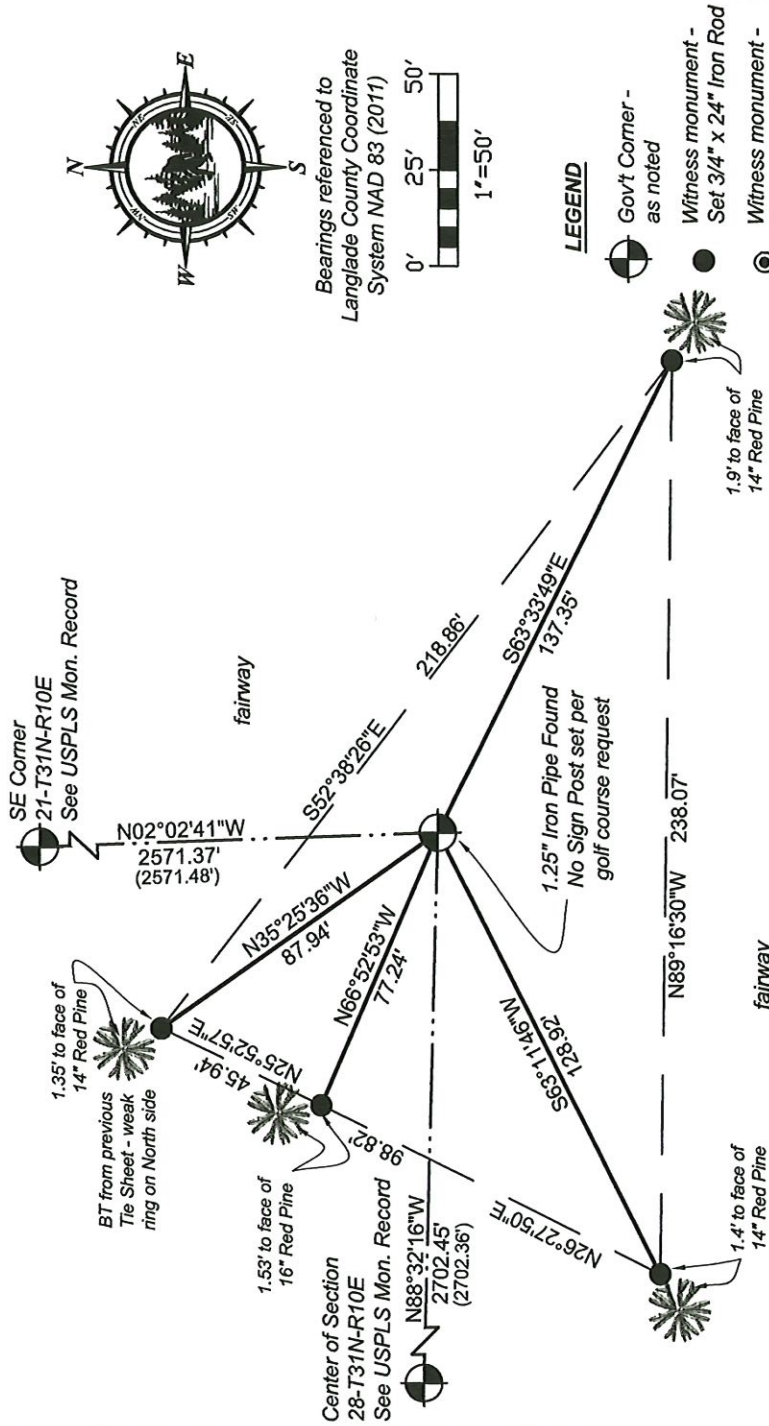 SE Corner
21-T31N-R10E
See USPLS Mon. Record
N
NE
E
SE
S
SW
W
NW
Bearings referenced to
Langlade County Coordinate
System NAD 83 (2011)
0' 25' 50'
1"=50'
LEGEND
Gov't Corner -
as noted
Witness monument -
Set 3/4" x 24" Iron Rod
Witness monument -
1.35' to face of
14" Red Pine
BT from previous
Tie Sheet - weak
ring on North side
1.53' to face of
16" Red Pine
Center of Section
28-T31N-R10E
See USPLS Mon. Record
N02°02'41"W
2571.37'
(2571.48')
fairway
S52°38'26"E 218.86'
N35°25'36"W
87.94'
N25°52'57"E
45.94'
N66°52'53"W
77.24'
N88°32'16"W
2702.45'
(2702.36')
98.82'
N26°27'50"E
S63°11'46"W
128.92'
S63°33'49"E
137.35'
1.25" Iron Pipe Found
No Sign Post set per
golf course request
N89°16'30"W 238.07'
1.4' to face of
14" Red Pine
fairway
1.9' to face of
14" Red Pine